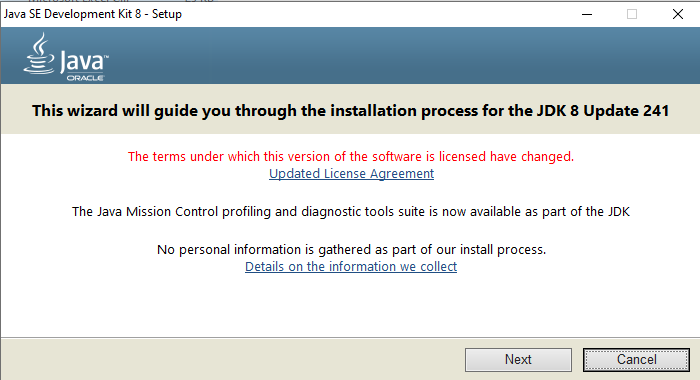 Java SE Development Kit 8 - Setup
Java™
ORACLE
This wizard will guide you through the installation process for the JDK 8 Update 241
The terms under which this version of the software is licensed have changed.
Updated License Agreement
The Java Mission Control profiling and diagnostic tools suite is now available as part of the JDK
No personal information is gathered as part of our install process.
Details on the information we collect
Next Cancel